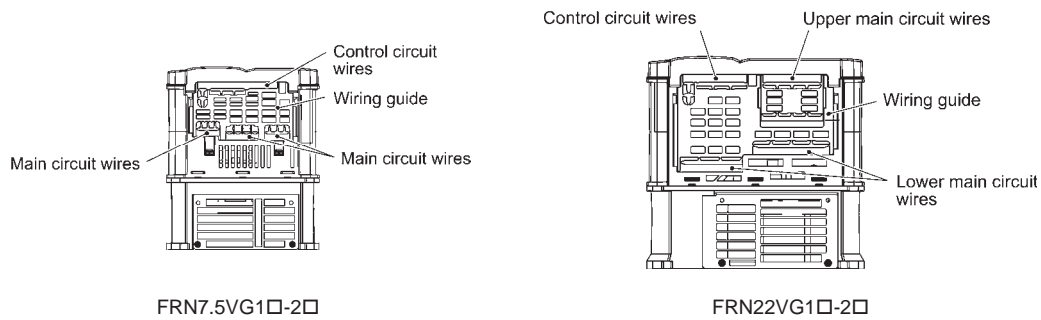 Control circuit
wires
Wiring guide
Main circuit wires
Main circuit wires
FRN7.5VG1□-2□
Control circuit wires
Upper main circuit wires
Wiring guide
Lower main circuit
wires
FRN22VG1□-2□